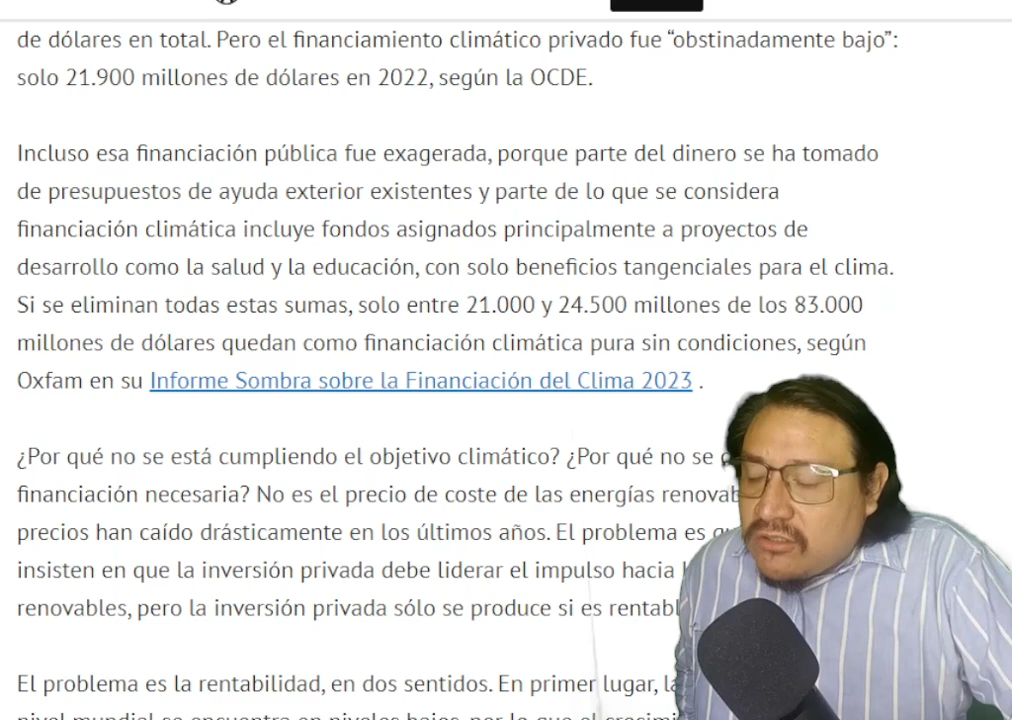 de dólares en total. Pero el financiamiento climático privado fue “obstinadamente bajo”:
solo 21.900 millones de dólares en 2022, según la OCDE.
Incluso esa financiación pública fue exagerada, porque parte del dinero se ha tomado
de presupuestos de ayuda exterior existentes y parte de lo que se considera
financiación climática incluye fondos asignados principalmente a proyectos de
desarrollo como la salud y la educación, con solo beneficios tangenciales para el clima.
Si se eliminan todas estas sumas, solo entre 21.000 y 24.500 millones de los 83.000
millones de dólares quedan como financiación climática pura sin condiciones, según
Oxfam en su Informe Sombra sobre la Financiación del Clima 2023 .
¿Por qué no se está cumpliendo el objetivo climático? ¿Por qué no se
financiación necesaria? No es el precio de coste de las energías
precios han caído drásticamente en los últimos años. El problema es
insisten en que la inversión privada debe liderar el impulso hacia
renovables, pero la inversión privada sólo se produce si es
El problema es la rentabilidad, en dos sentidos. En primer lugar,